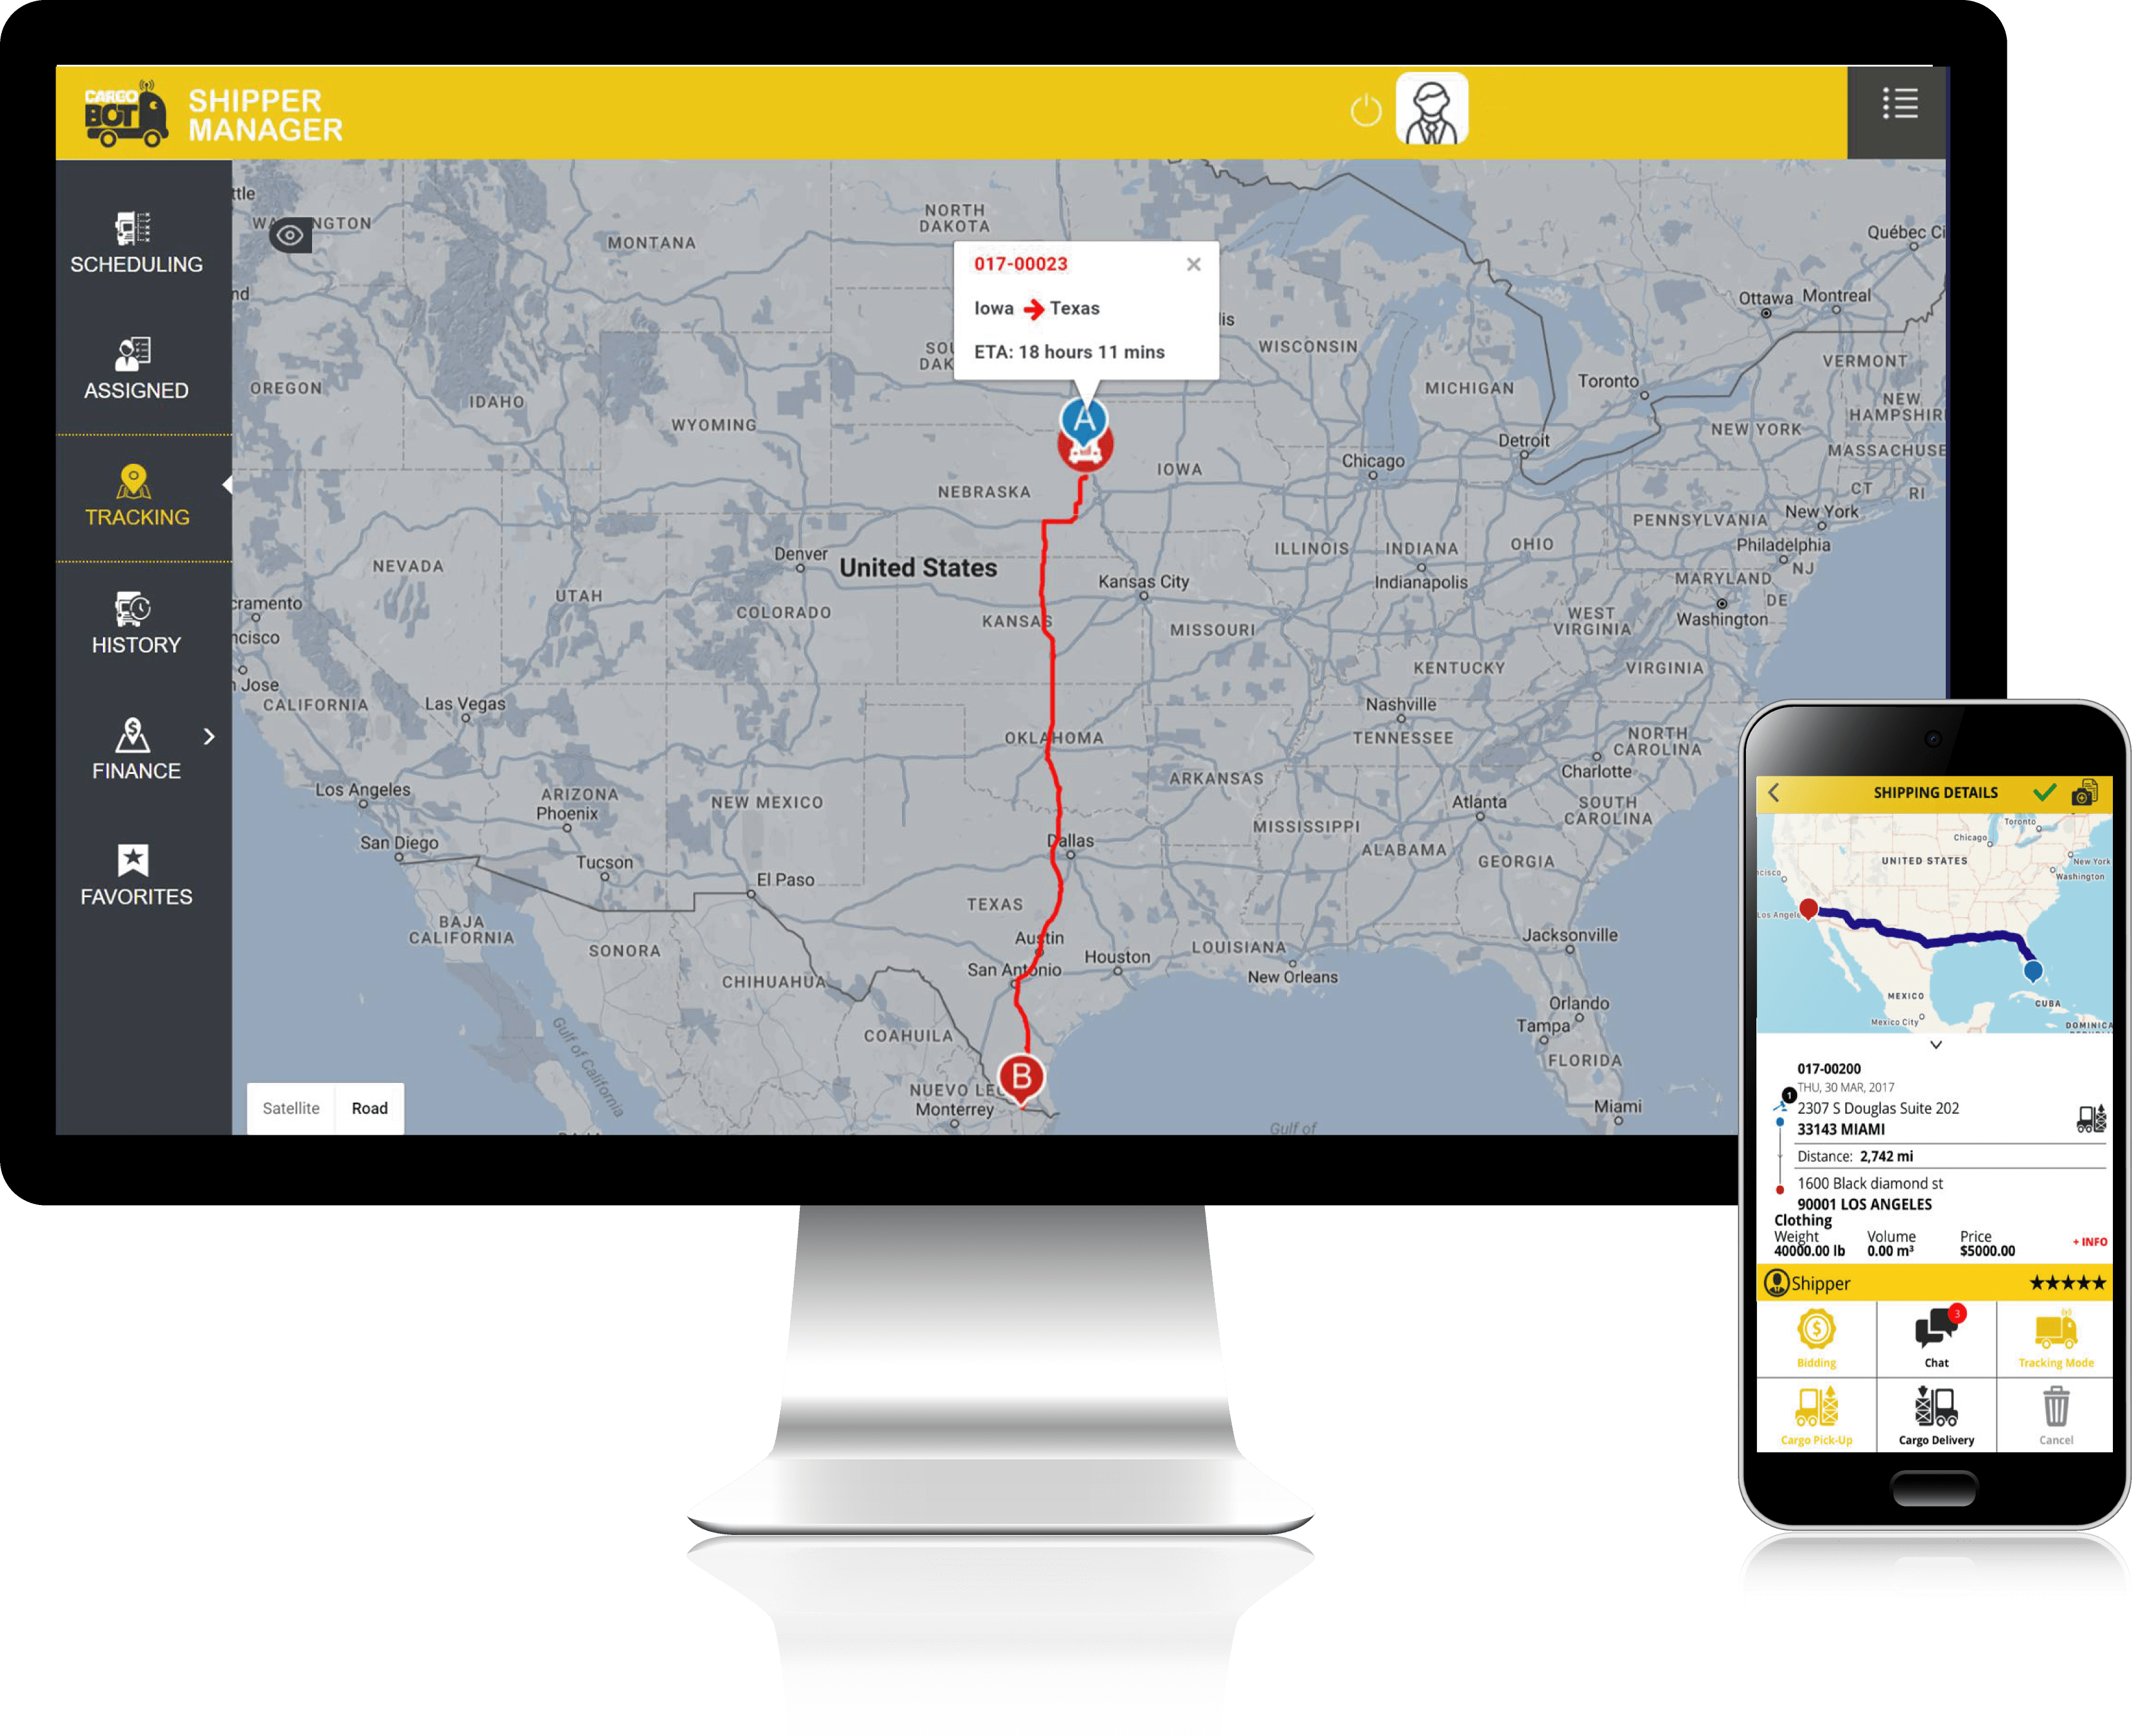 CARGO
BOT
SHIPPER
MANAGER
SCHEDULING
ASSIGNED
TRACKING
HISTORY
FINANCE
FAVORITES
017-00023
Iowa Texas
ETA: 18 hours 11 mins
A
B
Satellite Road
ttle
NGTON
MONTANA
NORTH
DAKOTA
Québec Ci
nd
Ottawa Montreal
lis
WISCONSIN
SOU
DAK
VERMONT
OREGON
IDAHO
WYOMING
MICHIGAN
Toronto
NEW
HAMPSHIR
NEW YORK
MASSACHUSE
Detroit
Chicago
IOWA
NEBRASKA
CT RI
New York
PENNSYLVANIA
Philadelphia
NJ
ILLINOIS INDIANA OHIO
Indianapolis
MARYLAND
DE
Washington
Denver
United States
NEVADA
UTAH
COLORADO
KANSAS
Kansas City
MISSOURI
WEST
VIRGINIA
cramento
ncisco
n Jose
CALIFORNIA
Las Vegas
KENTUCKY
VIRGINIA
Nashville
TENNESSEE
NORTH
CAROLINA
Charlotte
OKLAHOMA
ARKANSAS
Los Angeles
ARIZONA
Phoenix
NEW MEXICO
Atlanta
SOUTH
CAROLINA
MISSISSIPPI
ALABAMA
GEORGIA
San Diego
Tucson
El Paso
Dallas
TEXAS
Austin
San Antonio
Houston
LOUISIANA
New Orleans
Jacksonville
BAJA
CALIFORNIA
SONORA
CHIHUAHUA
COAHUILA
Gulf of California
NUEVO LE
Monterrey
Orlando
Tampa
FLORIDA
Miami
Gulf of
SHIPPING DETAILS
Toronto
Chicago
UNITED STATES
New York
Washington
ncisco
Los Angele
MEXICO
Mexico City
CUBA
DOMINICA
017-00200
THU, 30 MAR, 2017
1
2307 S Douglas Suite 202
33143 MIAMI
Distance: 2,742 mi
1600 Black diamond st
90001 LOS ANGELES
Clothing
Weight Volume Price
40000.00 lb 0.00 m³ $5000.00
+ INFO
Shipper
3
Bidding Chat Tracking Mode
Cargo Pick-Up Cargo Delivery Cancel